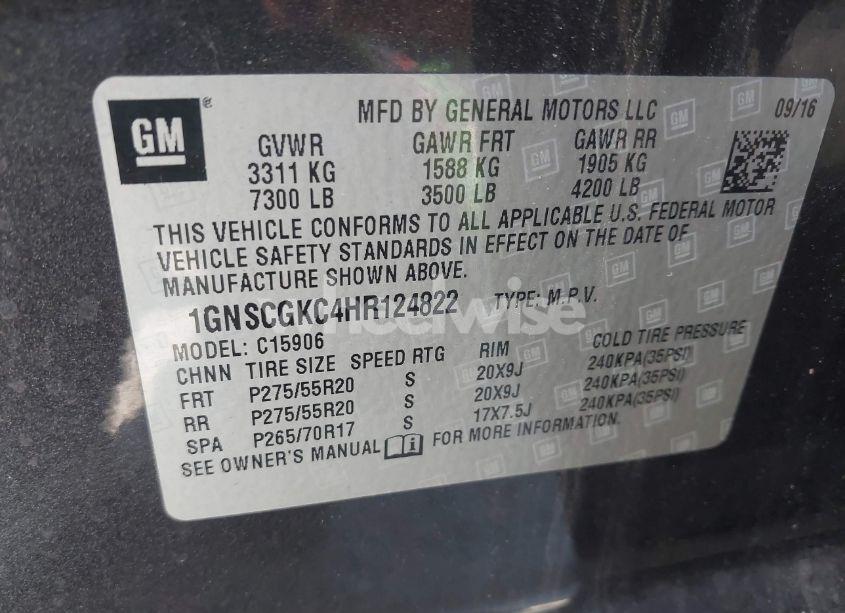 GM ® MFD BY GENERAL MOTORS LLC 09/16
GVWR GAWR FRT GAWR RR
3311 KG 1588 KG 1905 KG
7300 LB 3500 LB 4200 LB
THIS VEHICLE CONFORMS TO ALL APPLICABLE U.S. FEDERAL MOTOR
VEHICLE SAFETY STANDARDS IN EFFECT ON THE DATE OF
MANUFACTURE SHOWN ABOVE.
1GNSCGKC4HR124822 TYPE: M.P.V.
MODEL: C15906
CHNN TIRE SIZE SPEED RTG RIM COLD TIRE PRESSURE
FRT P275/55R20 S 20X9J 240KPA(35PSI)
RR P275/55R20 S 20X9J 240KPA(35PSI)
SPA P265/70R17 S 17X7.5J 240KPA(35PSI)
SEE OWNER'S MANUAL i FOR MORE INFORMATION.